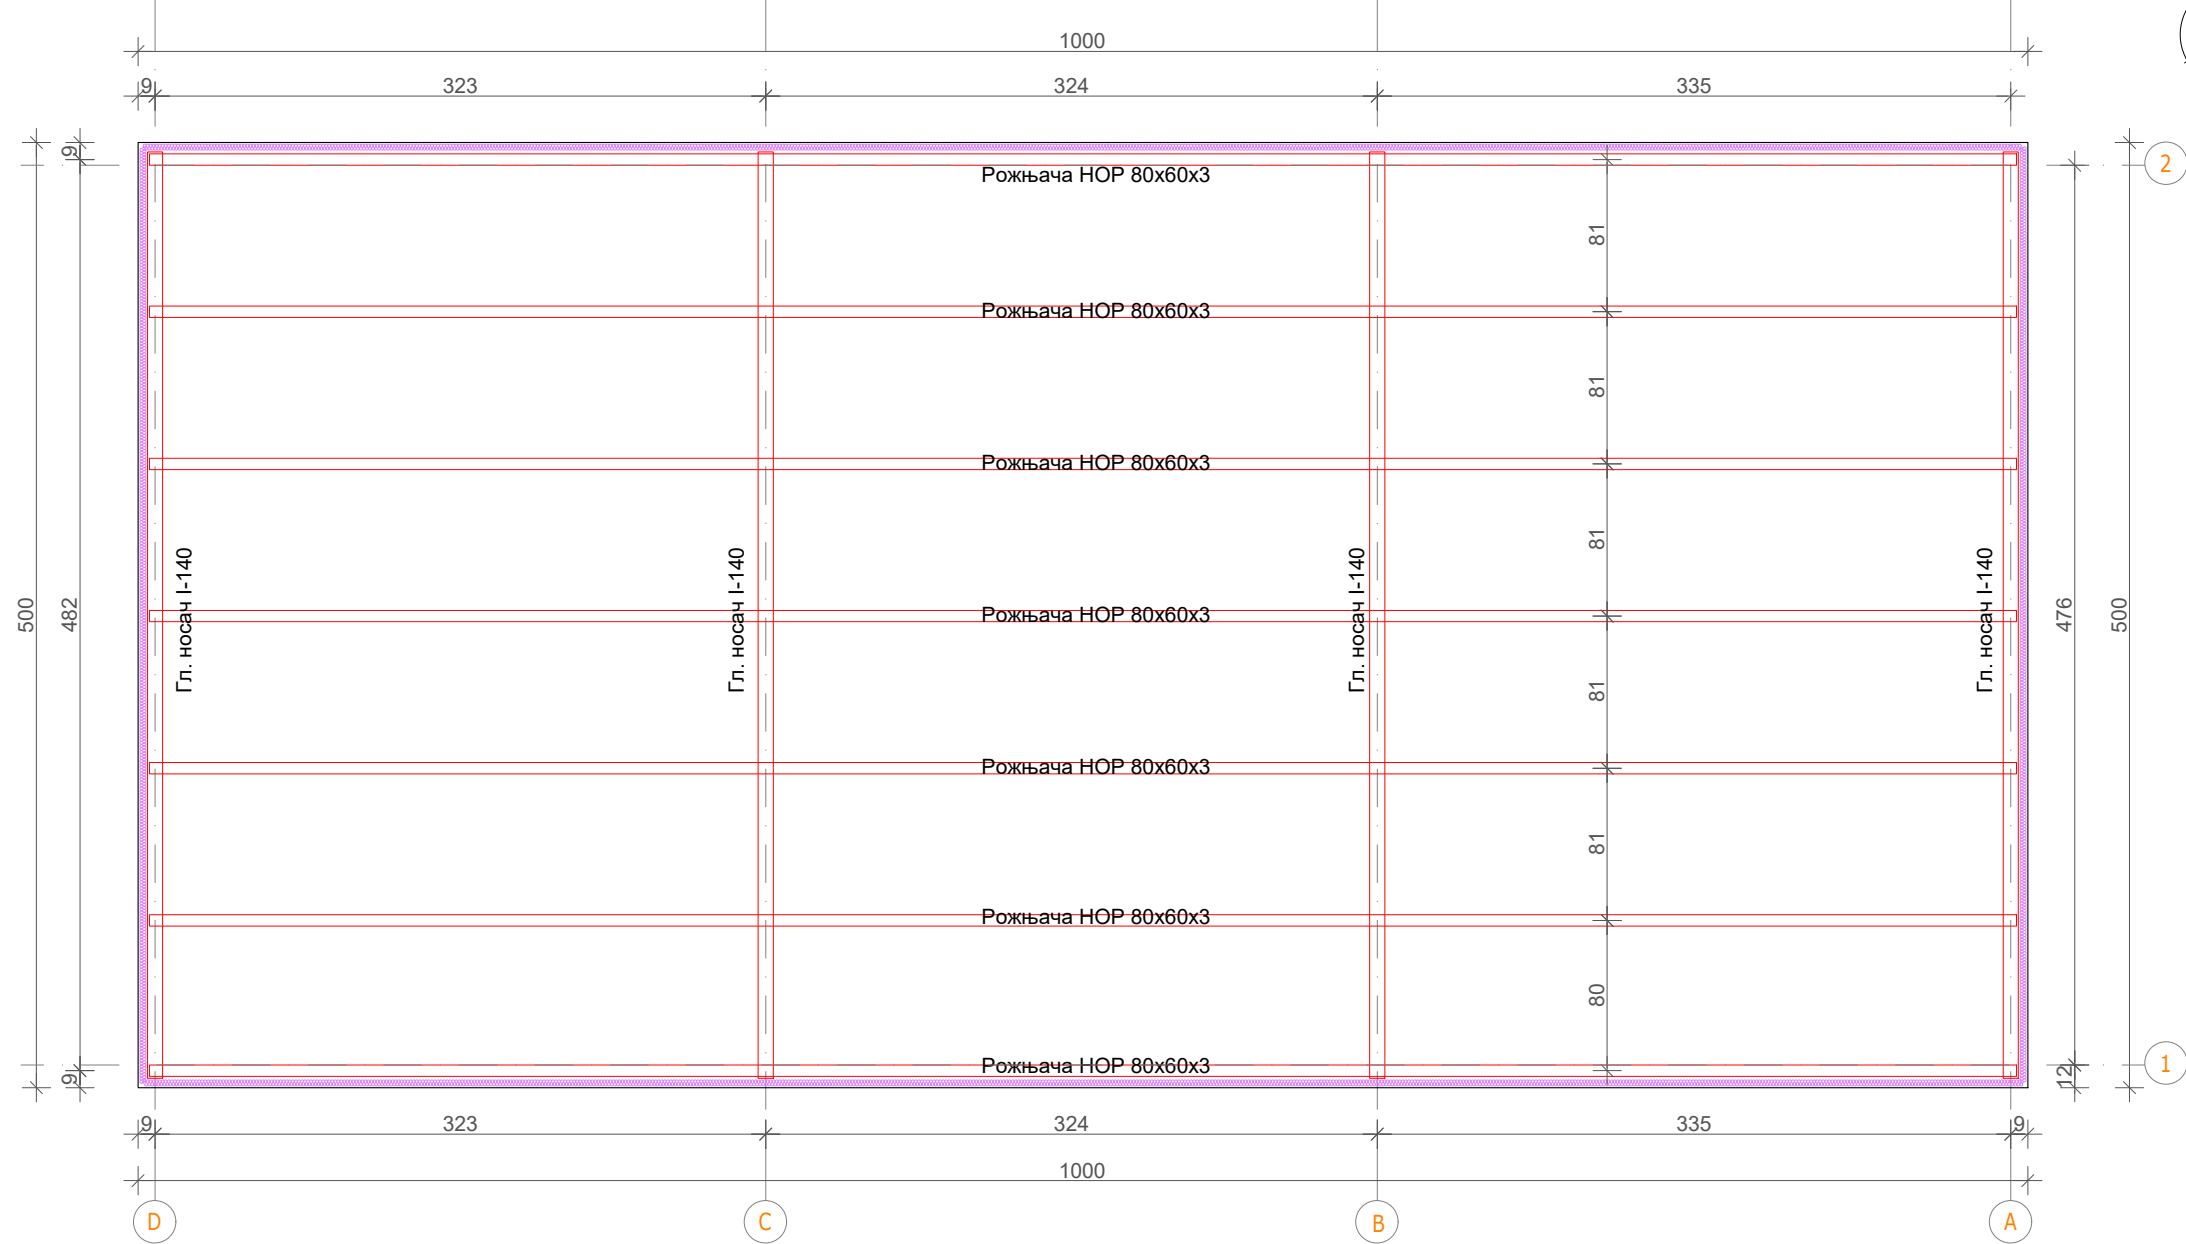 1000
9 323 324 335
9
2
Рожњача НОР 80x60x3
81
Рожњача НОР 80x60x3
81
Рожњача НОР 80x60x3
81
500 482 Гл. носач I-140 Гл. носач I-140 Гл. носач I-140 Гл. носач I-140 476 500
Рожњача НОР 80x60x3
81
Рожњача НОР 80x60x3
81
Рожњача НОР 80x60x3
80
Рожњача НОР 80x60x3
9 12 1
9 323 324 335 9
1000
D C B A